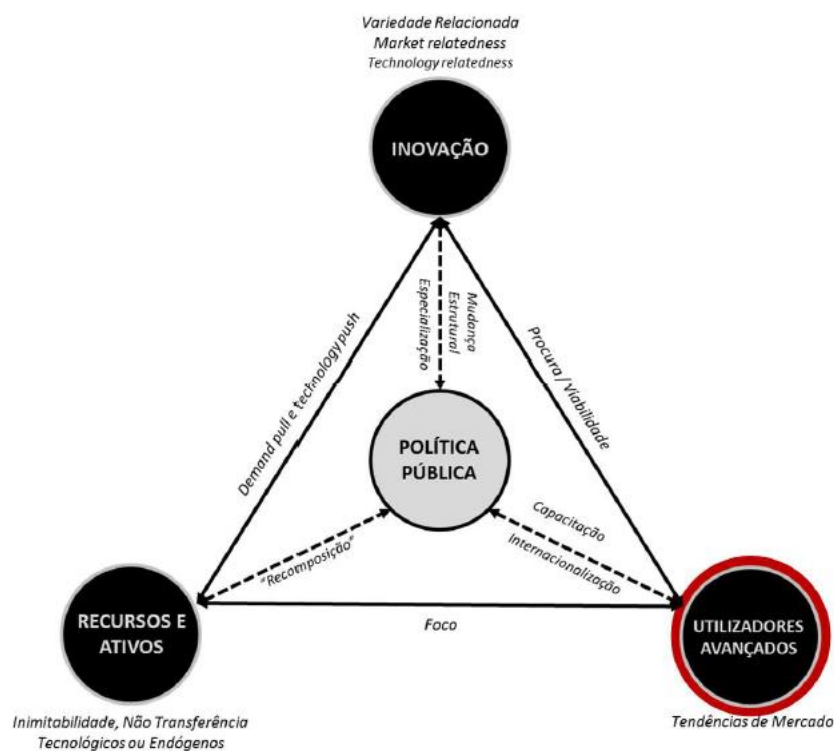 Variedade Relacionada
Market relatedness
Technology relatedness
INOVAÇÃO
Demand pull e technology push
Especialização
Mudança
Estrutural
Procura / Viabilidade
POLÍTICA
PÚBLICA
"Recomposição"
Capacitação
Internacionalização
RECURSOS E
ATIVOS
Foco
UTILIZADORES
AVANÇADOS
Inimitabilidade, Não Transferência
Tecnológicos ou Endógenos
Tendências de Mercado